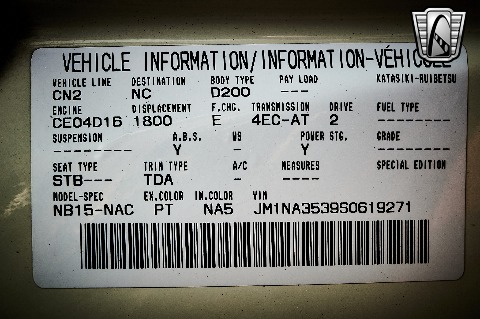 VEHICLE INFORMATION/INFORMATION-VÉHICULE
VEHICLE LINE DESTINATION BODY TYPE PAY LOAD KATASIKI-RUIBETSU
CN2 NC D200 ---
ENGINE DISPLACEMENT F.CHG. TRANSMISSION DRIVE FUEL TYPE
CE04D16 1800 E 4EC-AT 2 --------
SUSPENSION A.B.S. WS POWER STG. GRADE
-------- Y - Y --------
SEAT TYPE TRIM TYPE A/C MEASURES SPECIAL EDITION
STB--- TDA - ----
MODEL-SPEC EX.COLOR IN.COLOR VIN
NB15-NAC PT NA5 JM1NA3539S0619271